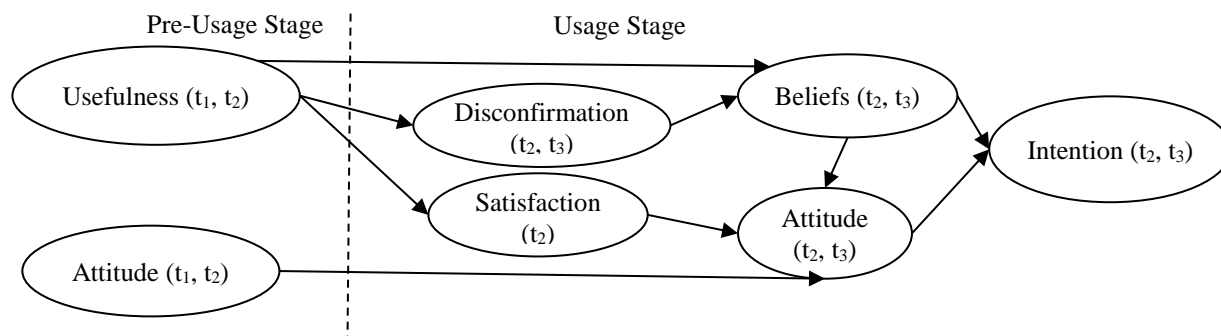 Pre-Usage Stage
Usage Stage
Usefulness (t₁, t₂)
Disconfirmation
(t₂, t₃)
Beliefs (t₂, t₃)
Intention (t₂, t₃)
Satisfaction
(t₂)
Attitude
(t₂, t₃)
Attitude (t₁, t₂)